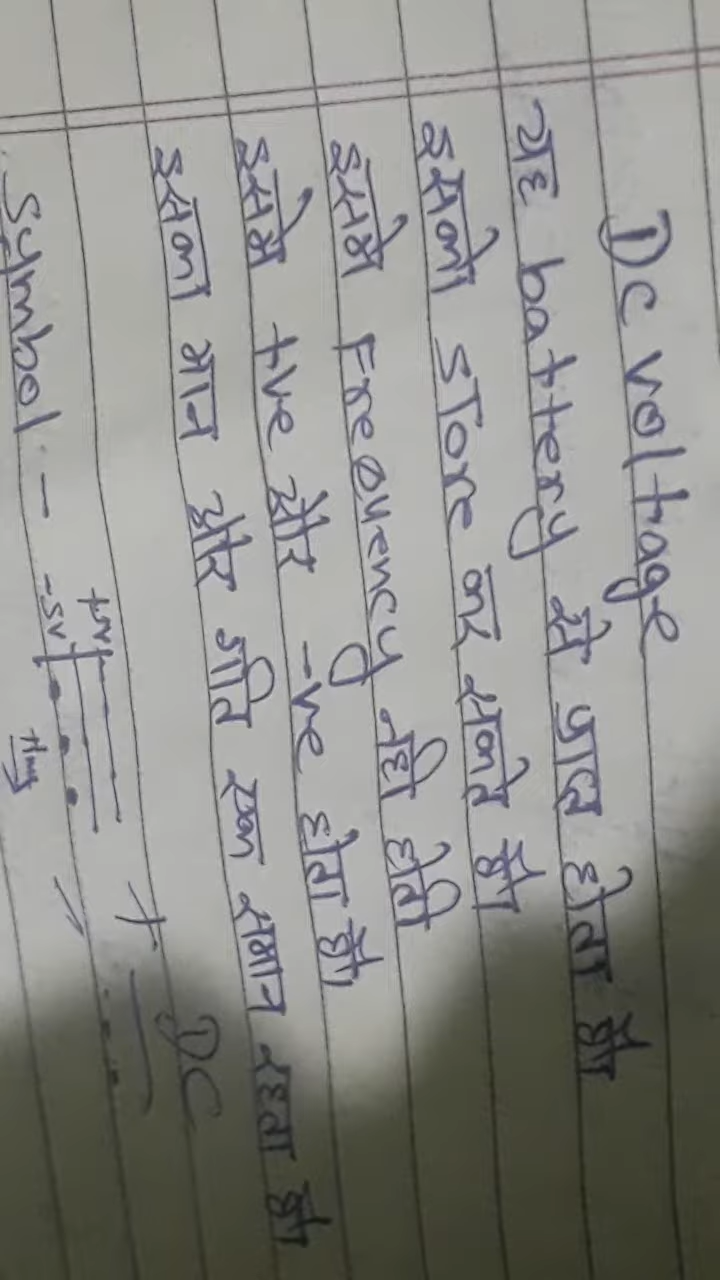 DC voltage
यह battery से प्राप्त होता है।
इसको store कर सकते है।
इसमे Frequency नही होती
इसमे +ve और -ve होता है।
इसका मान और गति एक समान रहता है।
DC
+
Symbol :-
-5V